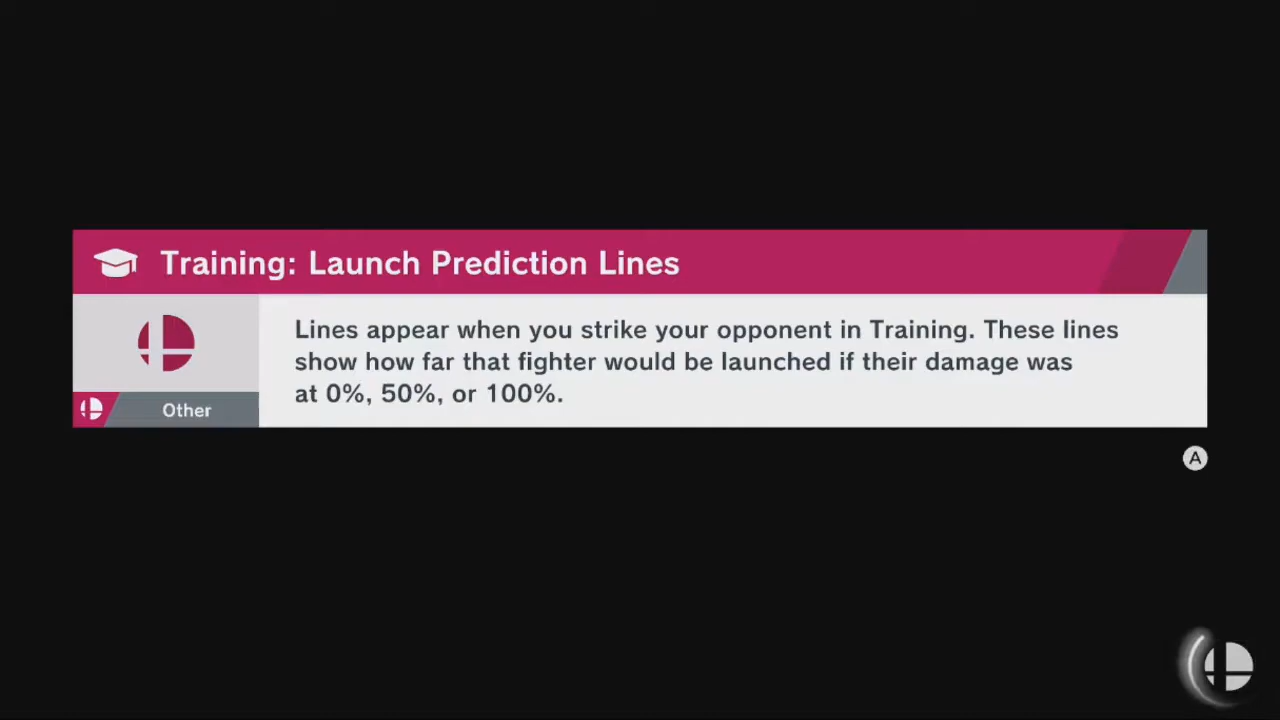 Training: Launch Prediction Lines
Lines appear when you strike your opponent in Training. These lines
show how far that fighter would be launched if their damage was
at 0%, 50%, or 100%.
Other
A